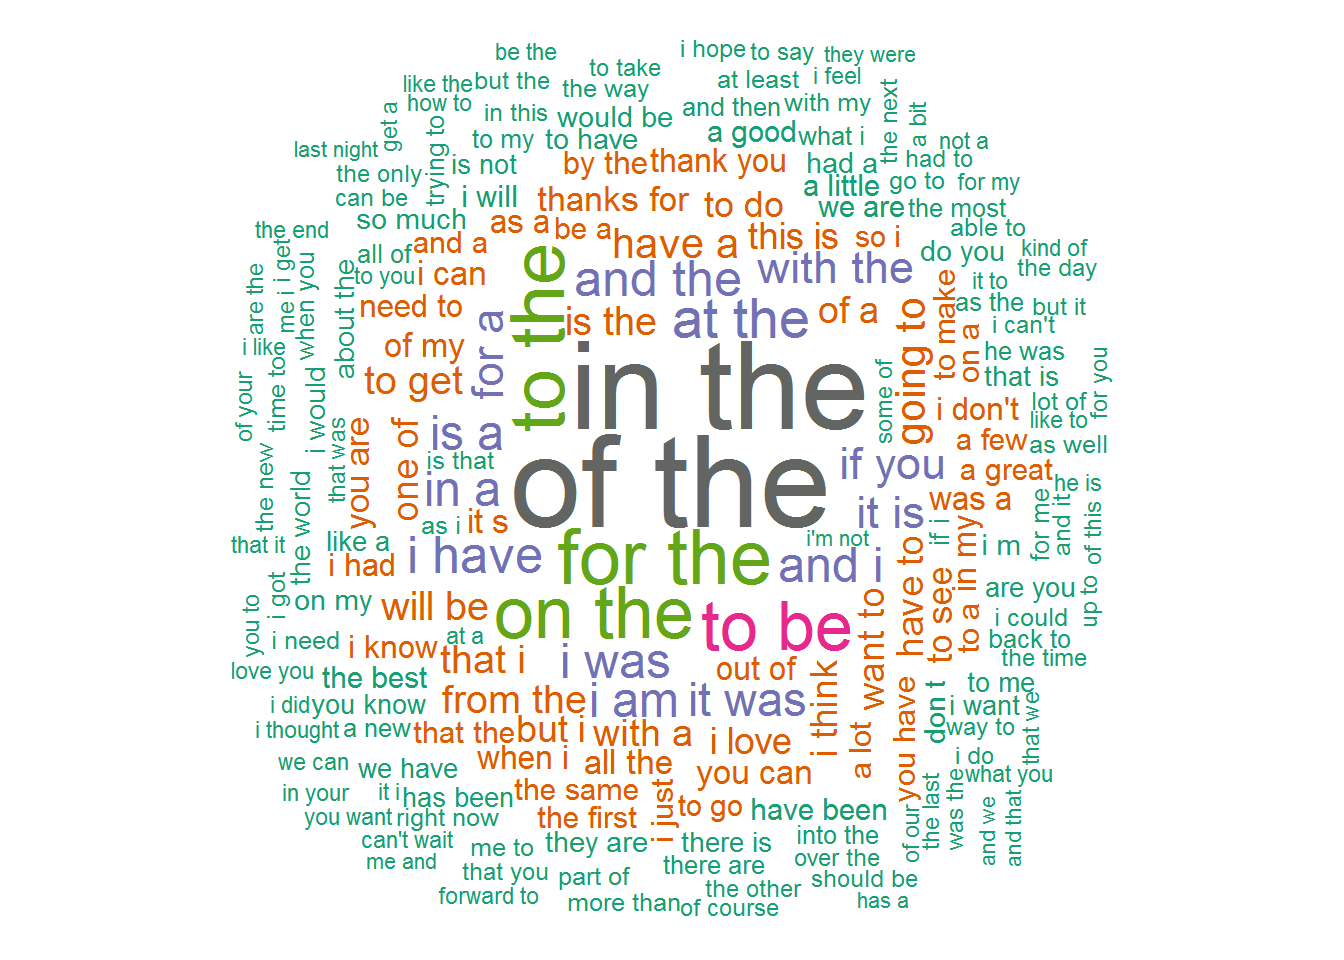 be the
i hope
to say
they were
like the
but the
to take
the way
at least
i feel
get a
how to
in this
would be
and then
with my
the next
a bit
last night
trying to
to my
to have
a good
what i
not a
the only
is not
by the
thank you
had a
had to
can be
i will
thanks for
to do
a little
go to
for my
so much
as a
be a
have a
this is
so i
we are
the most
able to
the end
all of
and a
do you
kind of
the day
i get
to you
i can
to the
and the
with the
it to
are the
me i
when you
about the
need to
for a
is the
at the
of a
going to
to make
on a
as the
but it
i can't
i like
of my
in the
he was
that is
for you
time to
i would
to get
some of
i don't
lot of
like to
of your
that was
you are
one of
is a
of the
if you
a few
as well
the new
the world
is that
in a
it is
a great
he is
as i
it s
was a
if i
in my
for me
and it
of this
that it
like a
i had
i have
for the
i'm not
and i
have to
i m
i got
on my
will be
on the
to be
want to
to see
to a
are you
up to
you to
i need
i know
at a
that i
i was
out of
i could
back to
the time
love you
the best
from the
i am
it was
i think
you have
don t
to me
i want
i did
you know
way to
that we
i thought
a new
that the
but i
with a
i love
a lot
i do
we can
we have
when i
all the
you can
what you
in your
it i
has been
the same
i just
to go
have been
of our
the last
was the
and we
and that
you want
right now
the first
into the
can't wait
me to
they are
there is
over the
me and
that you
part of
there are
the other
should be
forward to
more than
of course
has a